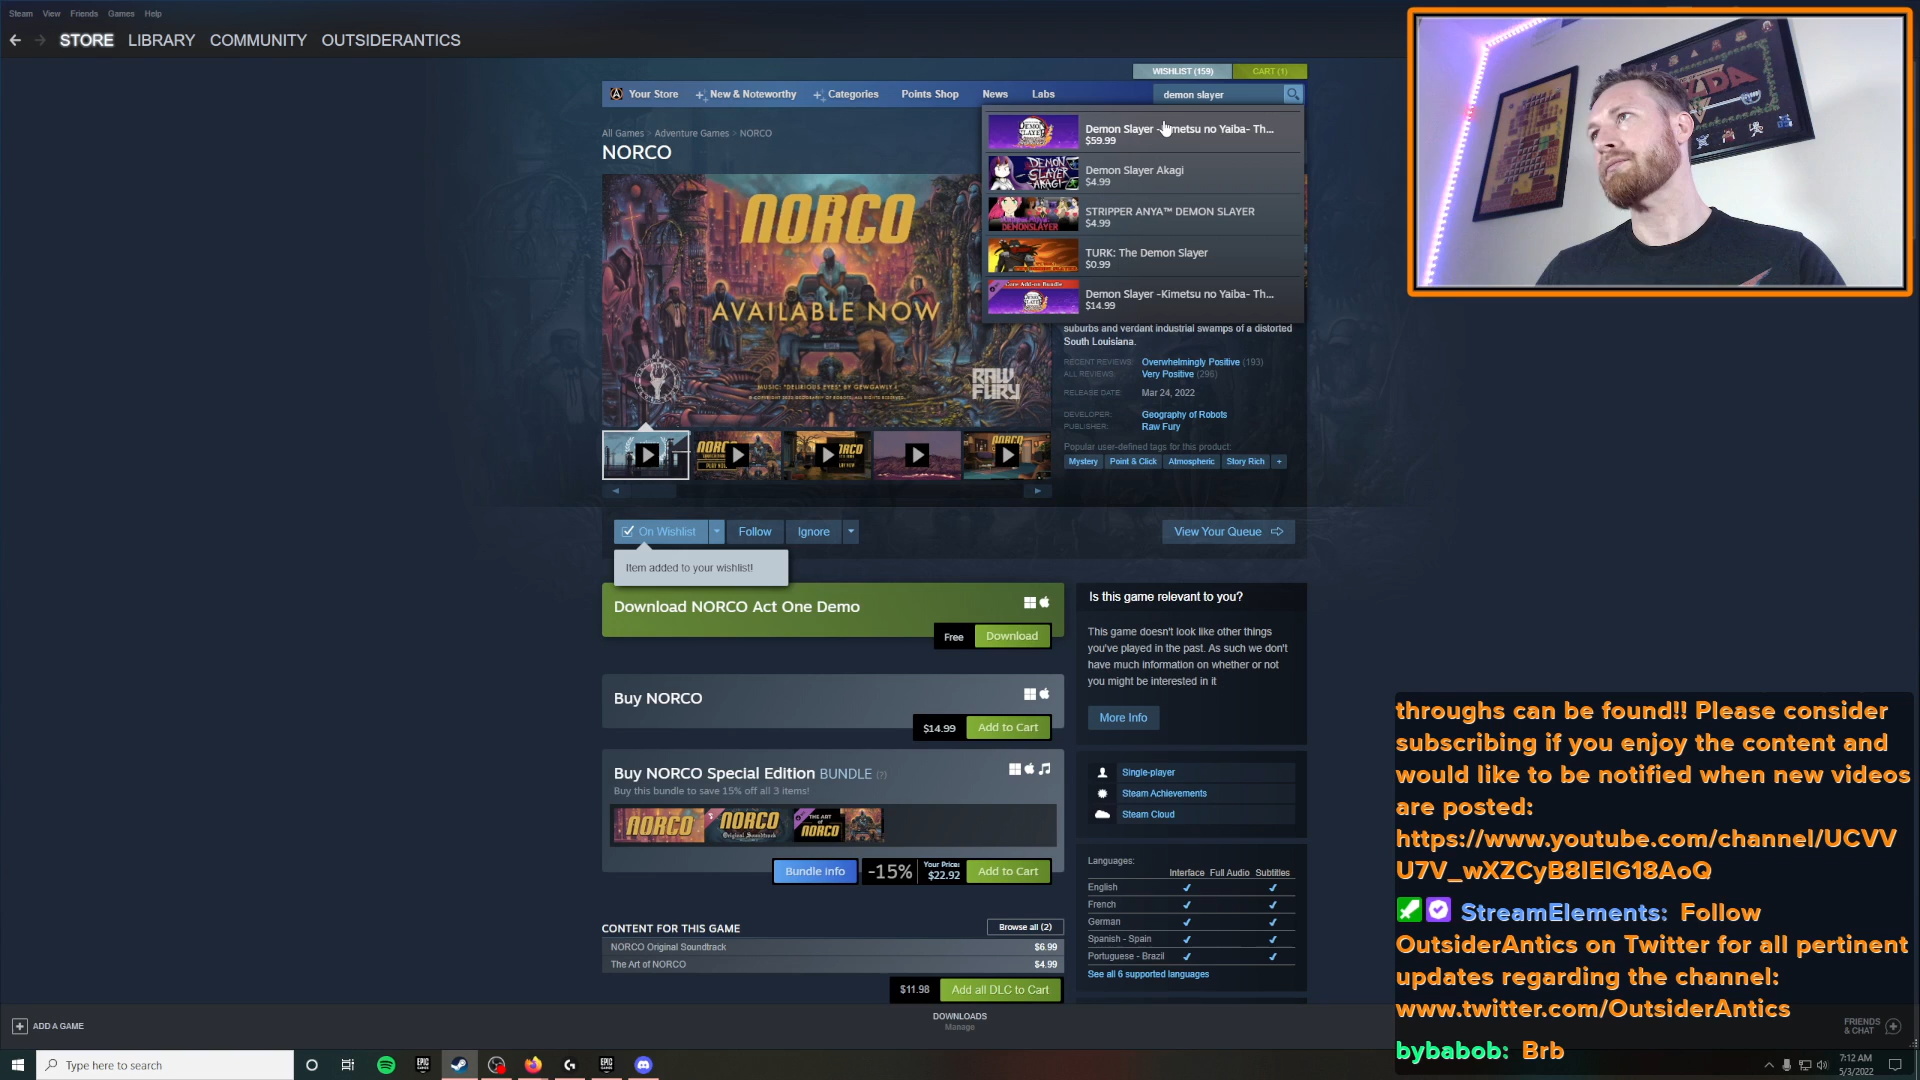 Steam View Friends Games Help
STORE LIBRARY COMMUNITY OUTSIDERANTICS
WISHLIST (159) CART (1)
Your Store New & Noteworthy Categories Points Shop News Labs demon slayer
Demon Slayer -Kimetsu no Yaiba- Th...
$59.99
Demon Slayer Akagi
$4.99
STRIPPER ANYA™ DEMON SLAYER
$4.99
TURK: The Demon Slayer
$0.99
Demon Slayer -Kimetsu no Yaiba- Th...
$14.99
All Games > Adventure Games > NORCO
NORCO
NORCO
AVAILABLE NOW
MUSIC: "DELIRIOUS EYES" BY GEWGAWLY I
RAW FURY
suburbs and verdant industrial swamps of a distorted
South Louisiana.
RECENT REVIEWS: Overwhelmingly Positive (193)
ALL REVIEWS: Very Positive (296)
RELEASE DATE: Mar 24, 2022
DEVELOPER: Geography of Robots
PUBLISHER: Raw Fury
Popular user-defined tags for this product:
Mystery Point & Click Atmospheric Story Rich +
On Wishlist Follow Ignore View Your Queue
Item added to your wishlist!
Download NORCO Act One Demo
Free Download
Buy NORCO
$14.99 Add to Cart
Buy NORCO Special Edition BUNDLE (?)
Buy this bundle to save 15% off all 3 items!
NORCO NORCO Original Soundtrack THE ART OF NORCO
Bundle info -15% Your Price: $22.92 Add to Cart
CONTENT FOR THIS GAME Browse all (2)
NORCO Original Soundtrack $6.99
The Art of NORCO $4.99
$11.98 Add all DLC to Cart
Is this game relevant to you?
This game doesn't look like other things
you've played in the past. As such we don't
have much information on whether or not
you might be interested in it
More Info
Single-player
Steam Achievements
Steam Cloud
Languages:
Interface Full Audio Subtitles
English ✔ ✔
French ✔ ✔
German ✔ ✔
Spanish - Spain ✔ ✔
Portuguese - Brazil ✔ ✔
See all 6 supported languages
ADD A GAME
DOWNLOADS
Manage
FRIENDS
& CHAT
throughs can be found!! Please consider
subscribing if you enjoy the content and
would like to be notified when new videos
are posted:
https://www.youtube.com/channel/UCVV
U7V_wXZCyB8IEIG18AoQ
StreamElements: Follow
OutsiderAntics on Twitter for all pertinent
updates regarding the channel:
www.twitter.com/OutsiderAntics
bybabob: Brb
Type here to search
7:12 AM
5/3/2022